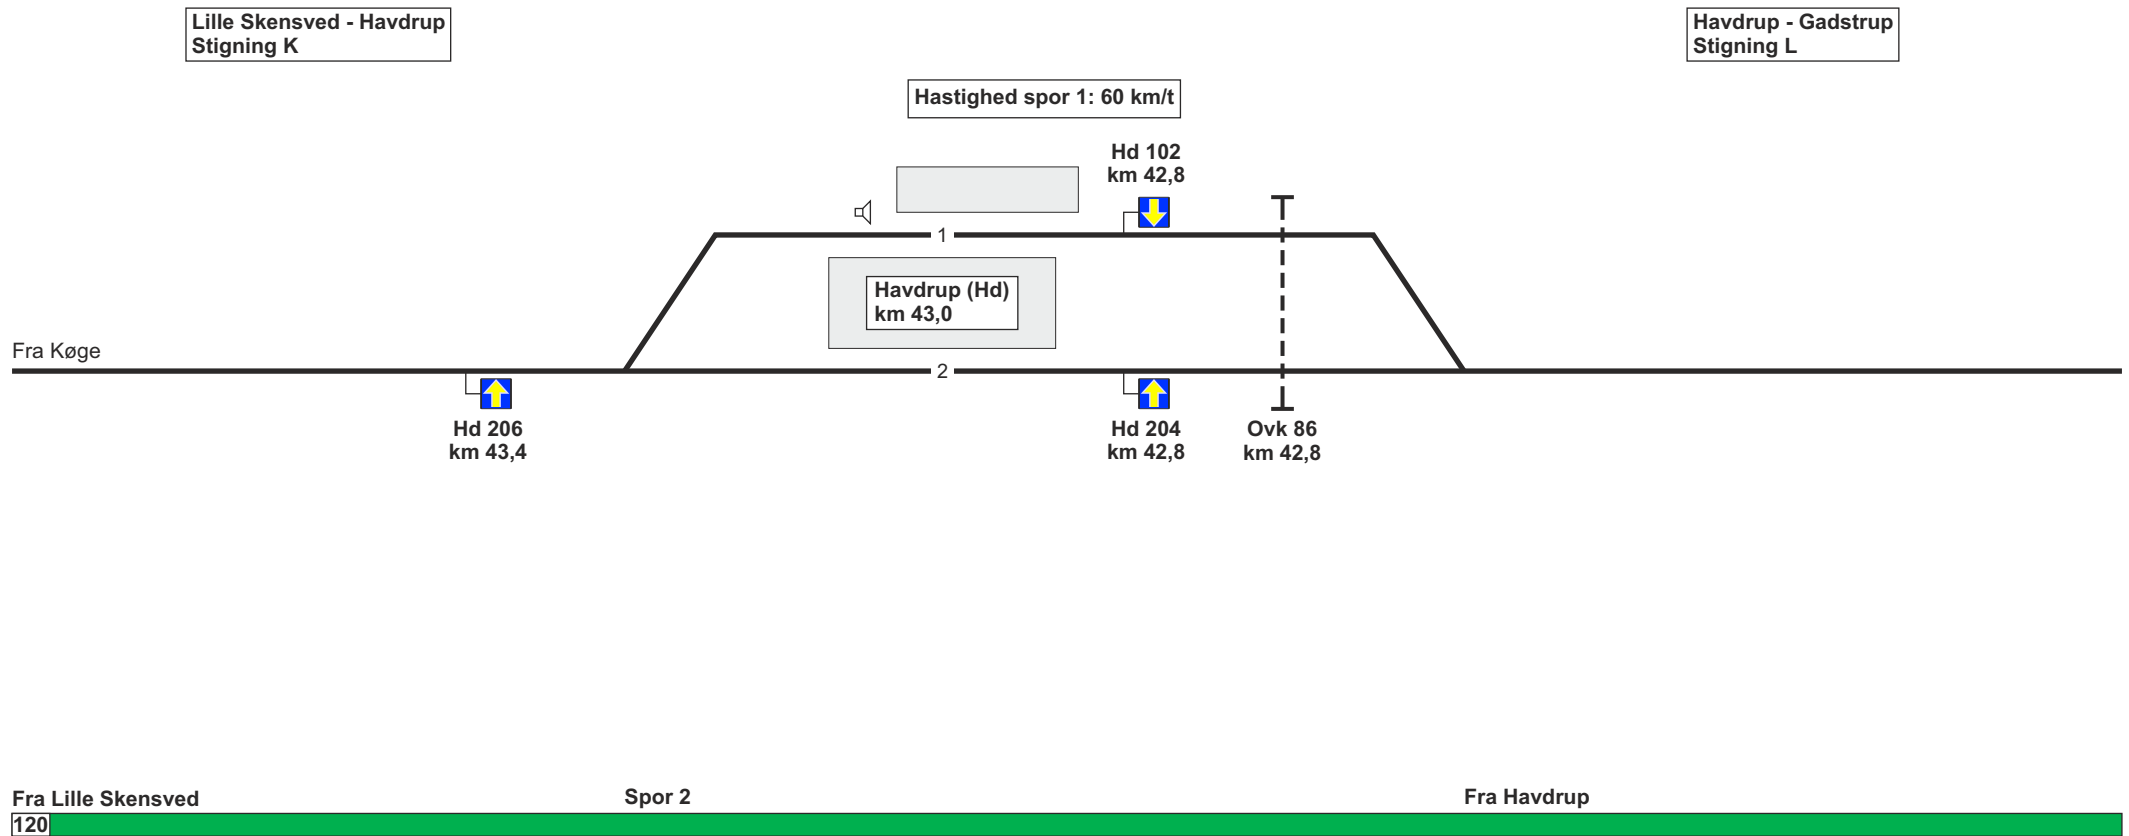 Lille Skensved - Havdrup
Stigning K
Havdrup - Gadstrup
Stigning L
Hastighed spor 1: 60 km/t
Hd 102
km 42,8
1
Havdrup (Hd)
km 43,0
Fra Køge
2
Hd 206
km 43,4
Hd 204
km 42,8
Ovk 86
km 42,8
Fra Lille Skensved
Spor 2
Fra Havdrup
120